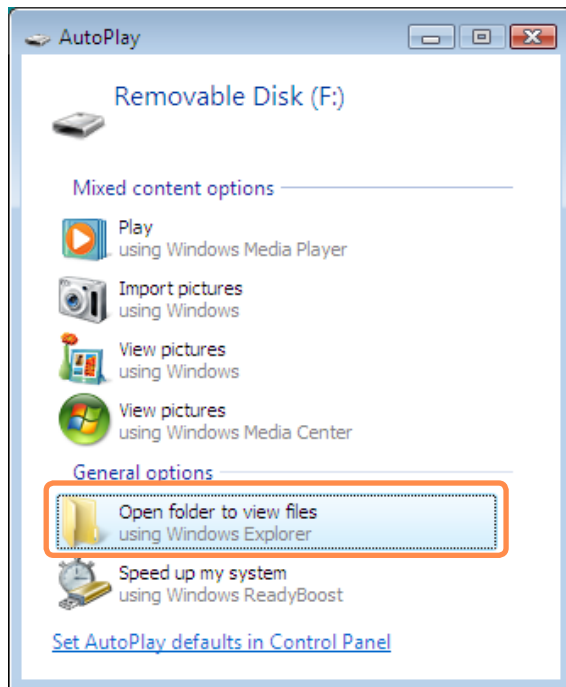 AutoPlay
Removable Disk (F:)
Mixed content options
Play
using Windows Media Player
Import pictures
using Windows
View pictures
using Windows
View pictures
using Windows Media Center
General options
Open folder to view files
using Windows Explorer
Speed up my system
using Windows ReadyBoost
Set AutoPlay defaults in Control Panel